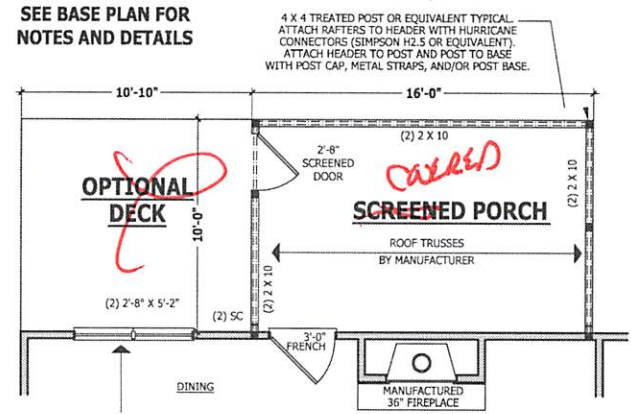 SEE BASE PLAN FOR
NOTES AND DETAILS
4 X 4 TREATED POST OR EQUIVALENT TYPICAL.
ATTACH RAFTERS TO HEADER WITH HURRICANE
CONNECTORS (SIMPSON H2.5 OR EQUIVALENT).
ATTACH HEADER TO POST AND POST TO BASE
WITH POST CAP, METAL STRAPS, AND/OR POST BASE.
10'-10"
16'-0"
(2) 2 X 10
2'-8"
SCREENED
DOOR
COVERED
(2) 2 X 10
OPTIONAL
DECK
10'-0"
SCREENED PORCH
ROOF TRUSSES
BY MANUFACTURER
(2) 2 X 10
(2) 2'-8" X 5'-2"
(2) SC
3'-0"
FRENCH
DINING
MANUFACTURED
36" FIREPLACE